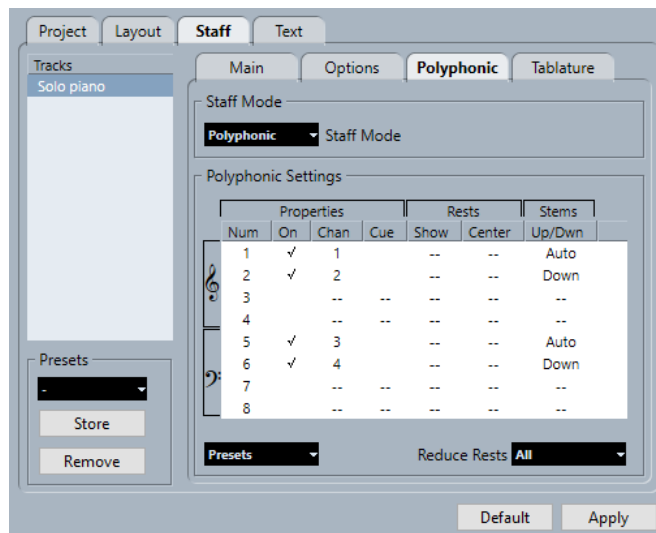 Project Layout Staff Text
Tracks
Solo piano
Main Options Polyphonic Tablature
Staff Mode
Polyphonic Staff Mode
Polyphonic Settings
Properties Rests Stems
Num On Chan Cue Show Center Up/Dwn
1 √ 1 -- -- Auto
2 √ 2 -- -- Down
3 -- -- -- -- --
4 -- -- -- -- --
5 √ 3 -- -- Auto
6 √ 4 -- -- Down
7 -- -- -- -- --
8 -- -- -- -- --
Presets
-
Store
Remove
Presets Reduce Rests All
Default Apply